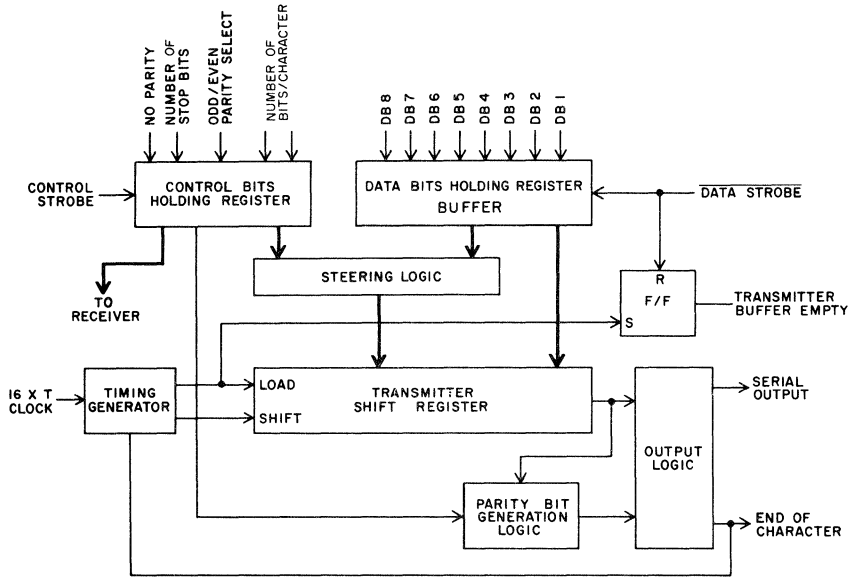 NO PARITY
NUMBER OF
STOP BITS
ODD/EVEN
PARITY SELECT
NUMBER OF
BITS/CHARACTER
DB8
DB7
DB6
DB5
DB4
DB3
DB2
DB1
CONTROL
STROBE
CONTROL BITS
HOLDING REGISTER
DATA BITS HOLDING REGISTER
BUFFER
DATA STROBE
STEERING LOGIC
TO
RECEIVER
R
F/F
S
TRANSMITTER
BUFFER EMPTY
16 X T
CLOCK
TIMING
GENERATOR
LOAD
SHIFT
TRANSMITTER
SHIFT REGISTER
SERIAL
OUTPUT
OUTPUT
LOGIC
PARITY BIT
GENERATION
LOGIC
END OF
CHARACTER